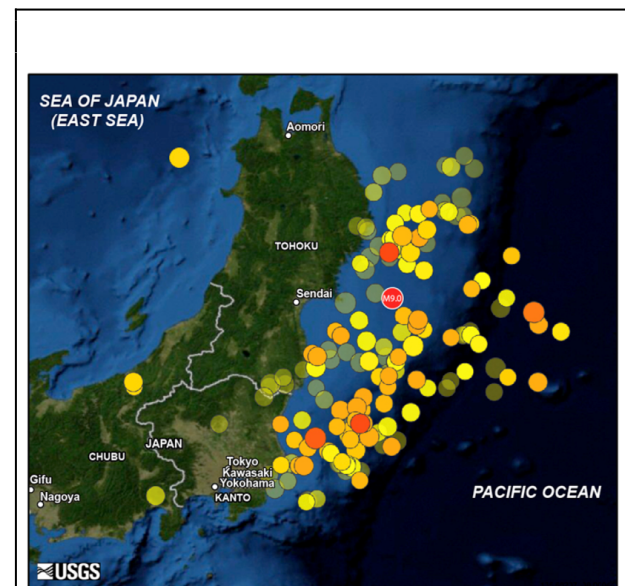 SEA OF JAPAN
(EAST SEA)
Aomori
TOHOKU
Sendai
M9.0
JAPAN
CHUBU
Tokyo
Kawasaki
Yokohama
KANTO
Gifu
Nagoya
PACIFIC OCEAN
USGS